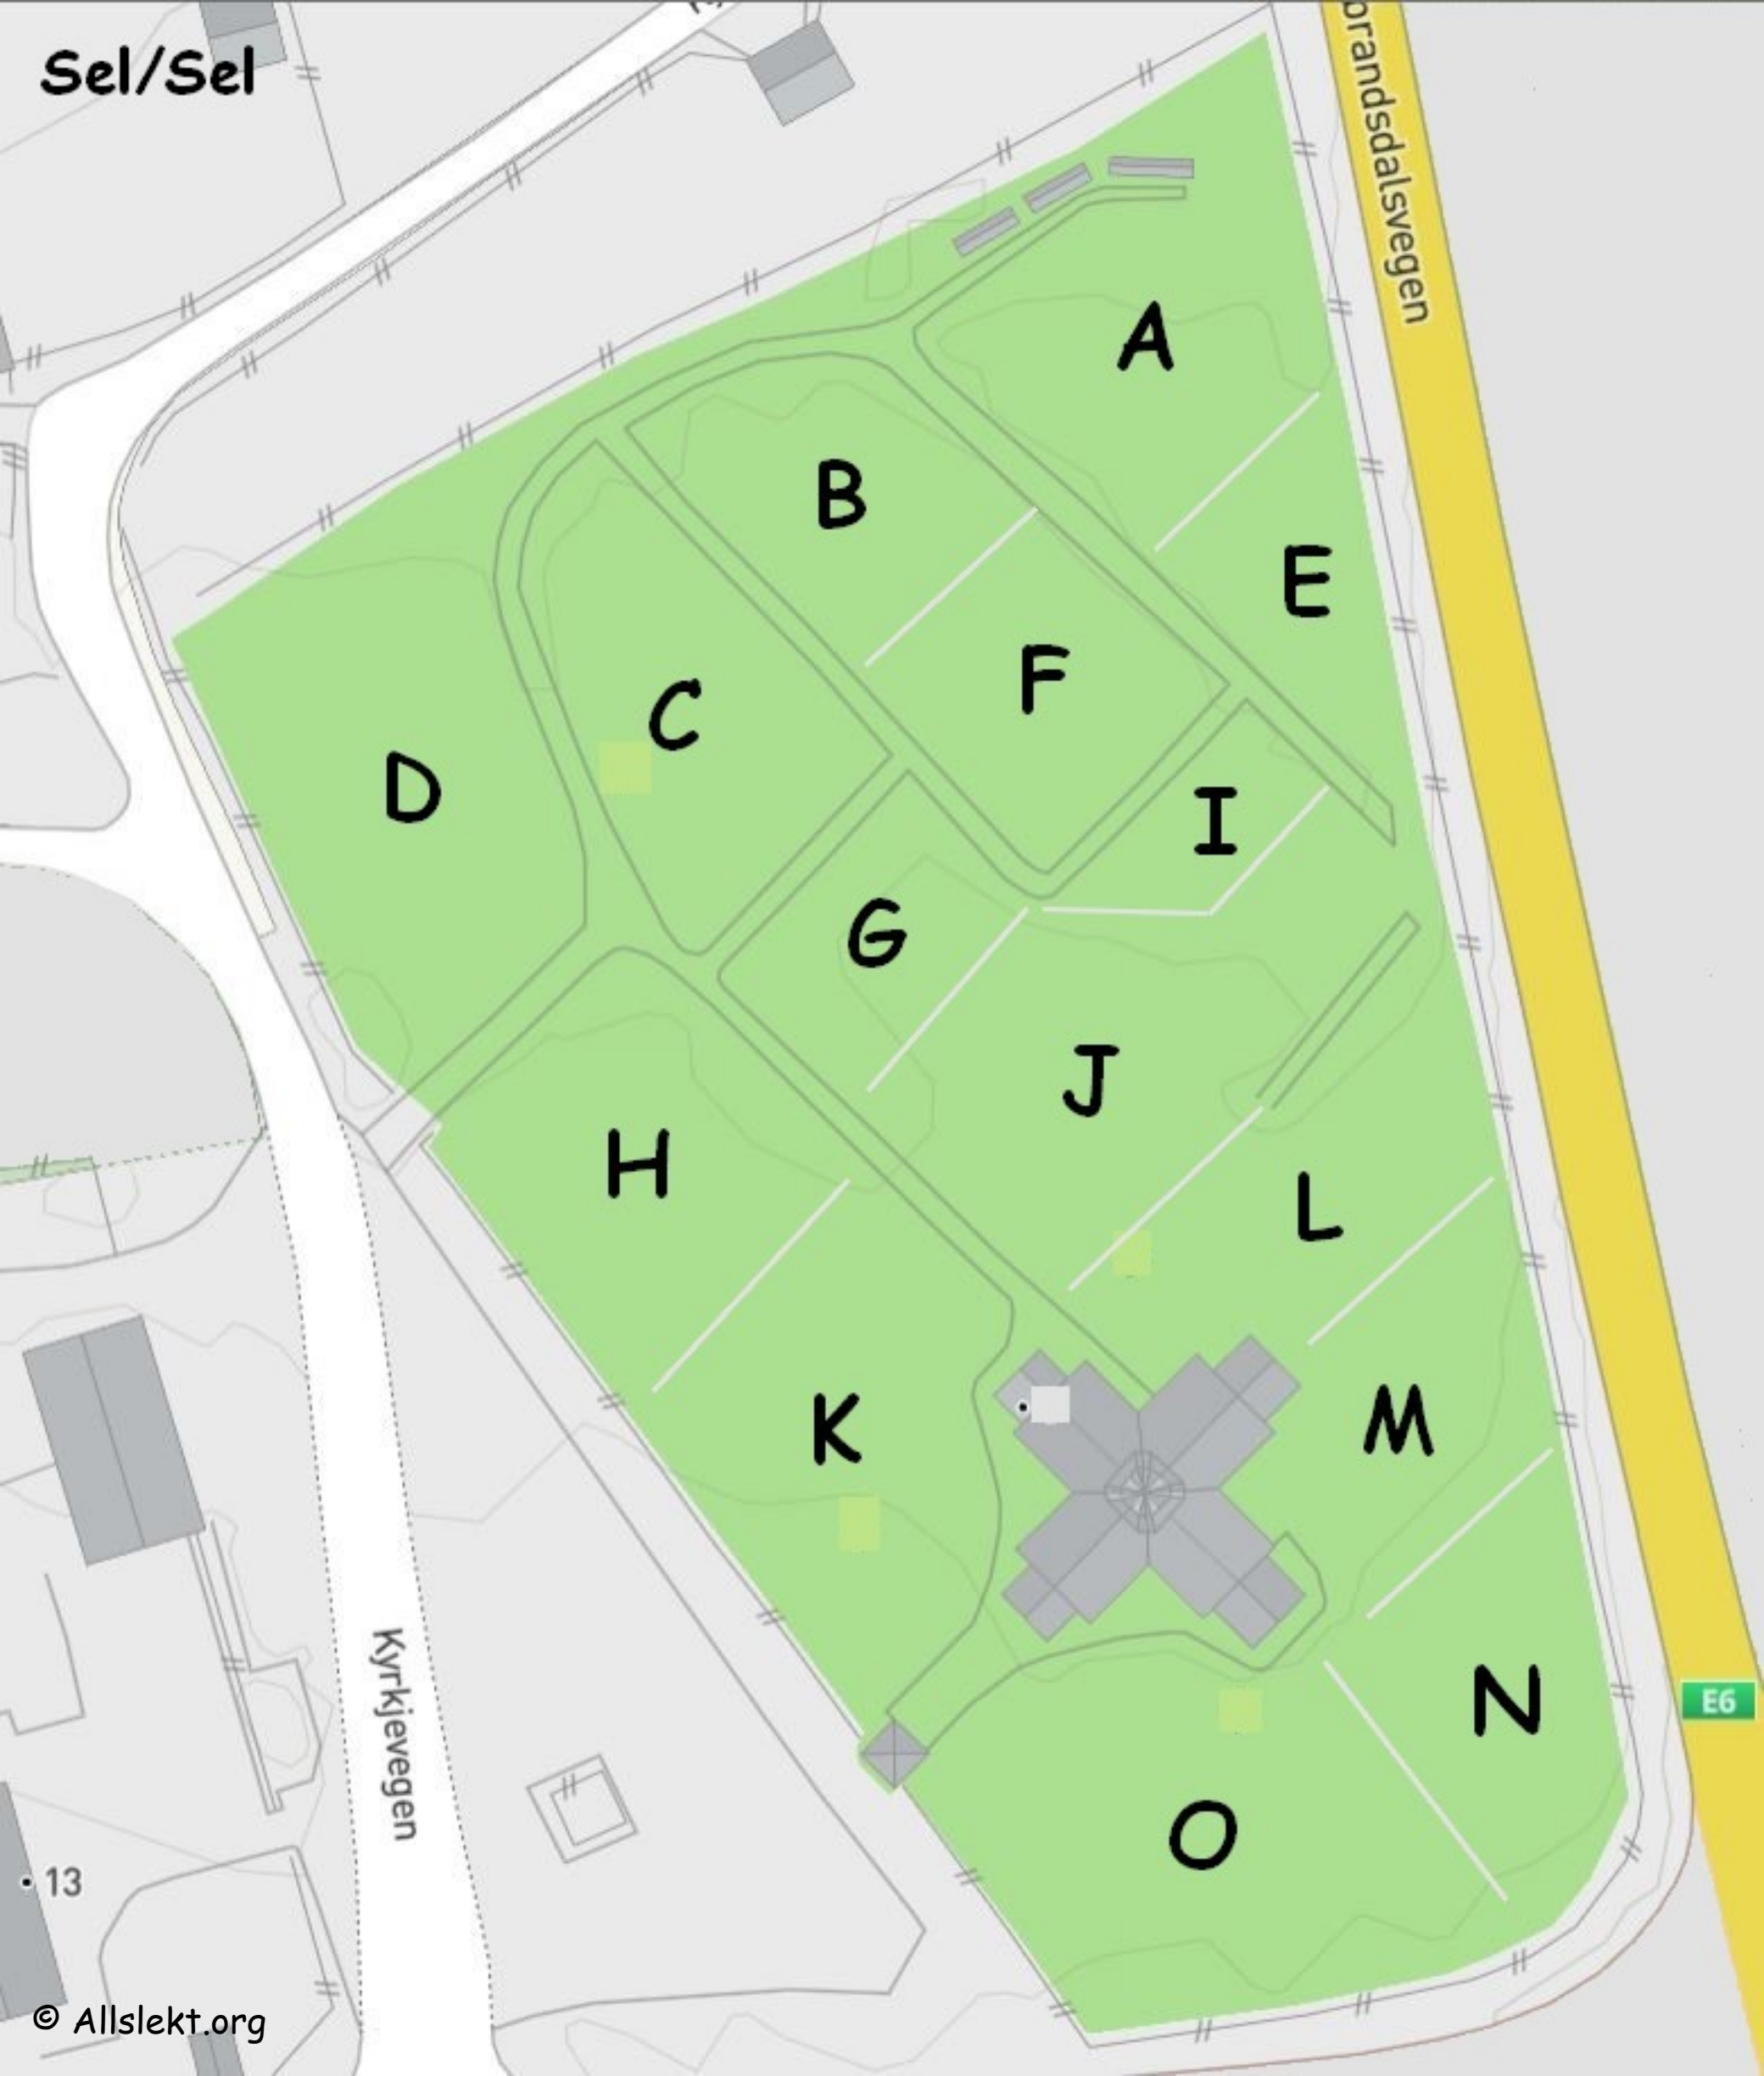 Sel/Sel
brandsdalsvegen
A
B
E
F
C
D
I
G
J
H
L
K
M
N
E6
Kyrkjevegen
O
13
© Allslekt.org